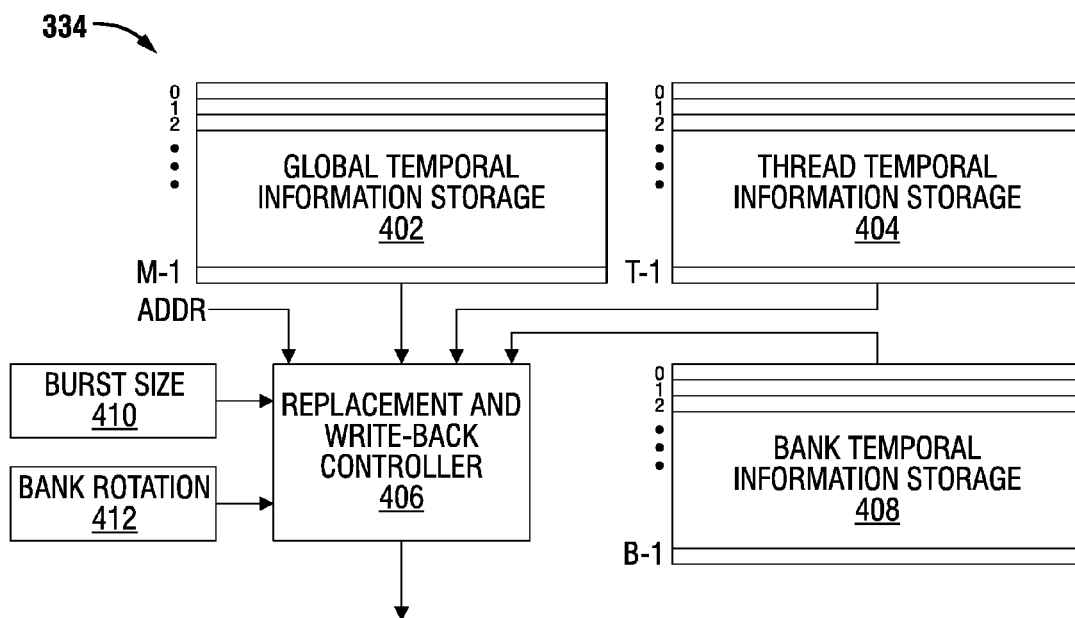 334
0
1
2
GLOBAL TEMPORAL
INFORMATION STORAGE
402
M-1
0
1
2
THREAD TEMPORAL
INFORMATION STORAGE
404
T-1
ADDR
BURST SIZE
410
BANK ROTATION
412
REPLACEMENT AND
WRITE-BACK
CONTROLLER
406
0
1
2
BANK TEMPORAL
INFORMATION STORAGE
408
B-1